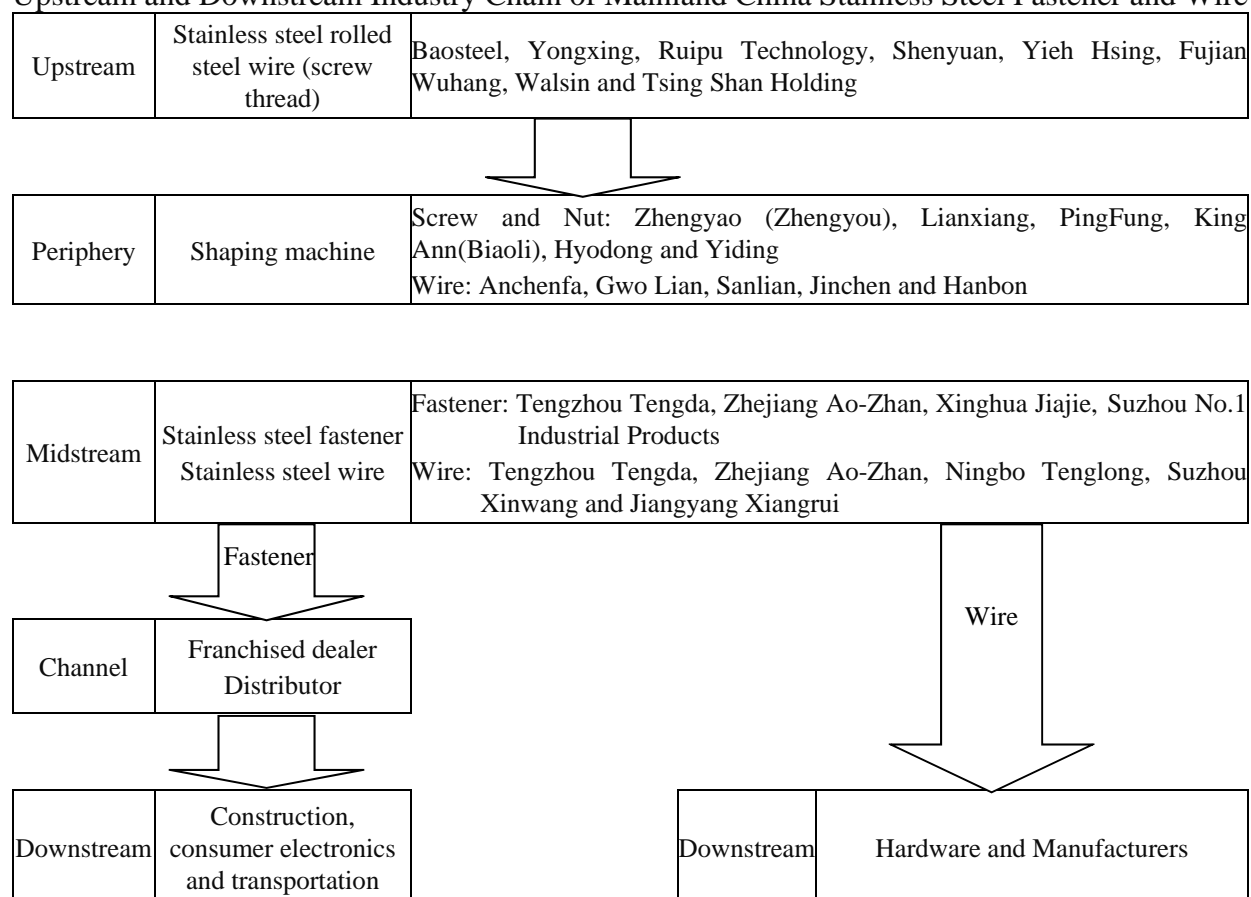 Upstream and Downstream Industry Chain of Mainland China Stainless Steel Fastener and Wire
Upstream
Stainless steel rolled
steel wire (screw
thread)
Baosteel, Yongxing, Ruipu Technology, Shenyuan, Yieh Hsing, Fujian
Wuhang, Walsin and Tsing Shan Holding
Periphery
Shaping machine
Screw and Nut: Zhengyao (Zhengyou), Lianxiang, PingFung, King
Ann(Biaoli), Hyodong and Yiding
Wire: Anchenfa, Gwo Lian, Sanlian, Jinchen and Hanbon
Midstream
Stainless steel fastener
Stainless steel wire
Fastener: Tengzhou Tengda, Zhejiang Ao-Zhan, Xinghua Jiajie, Suzhou No.1
Industrial Products
Wire: Tengzhou Tengda, Zhejiang Ao-Zhan, Ningbo Tenglong, Suzhou
Xinwang and Jiangyang Xiangrui
Fastener
Wire
Channel
Franchised dealer
Distributor
Downstream
Construction,
consumer electronics
and transportation
Downstream
Hardware and Manufacturers